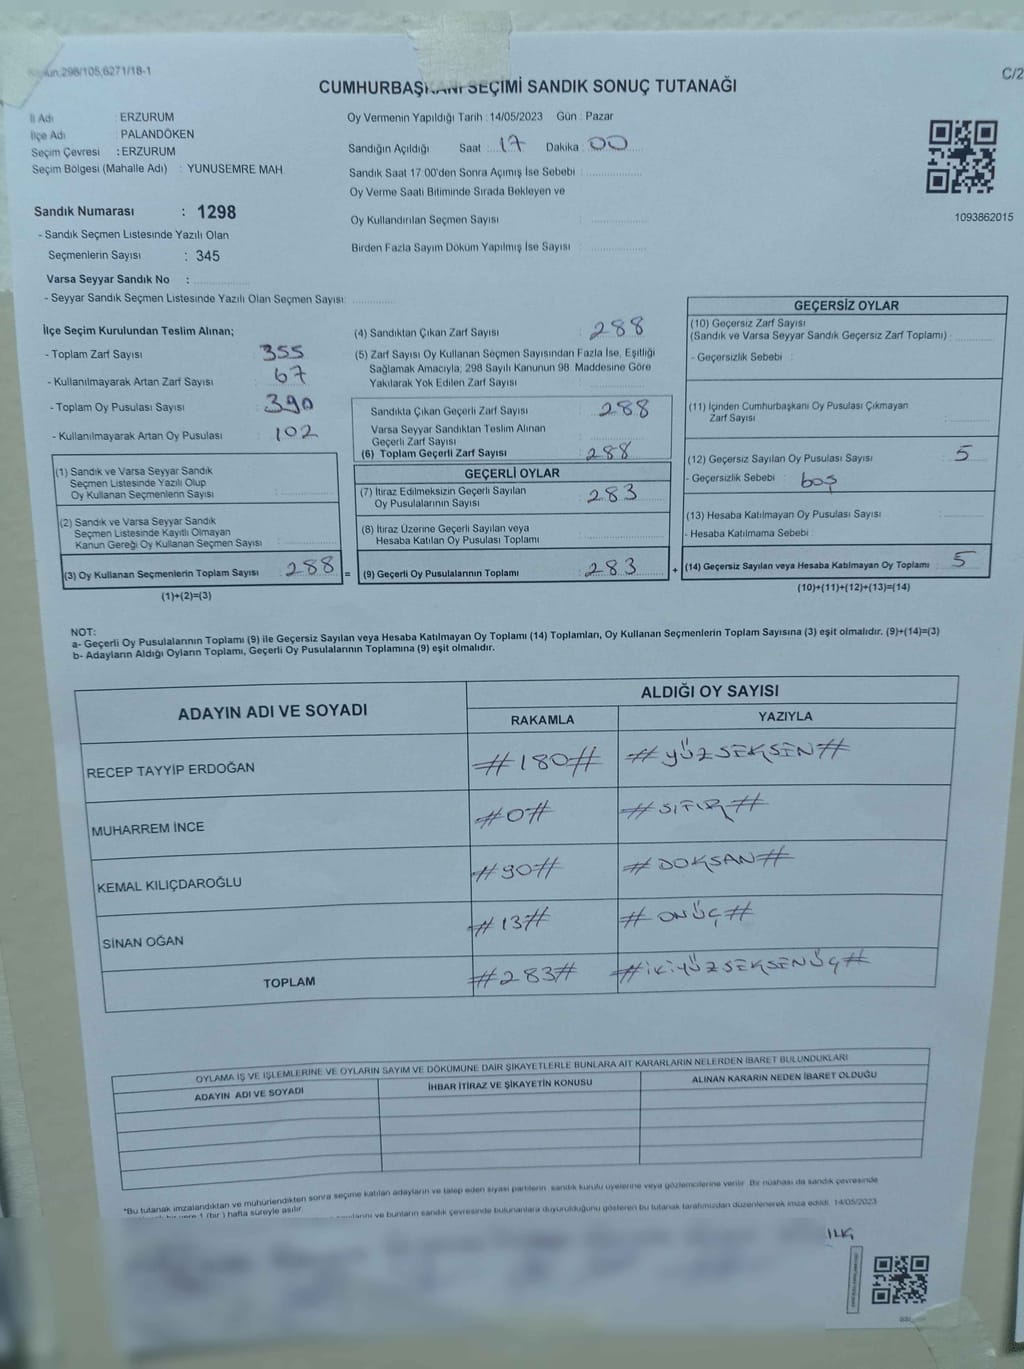 298/105,6271/18-1
C/2
CUMHURBAŞKANI SEÇİMİ SANDIK SONUÇ TUTANAĞI
İl Adı : ERZURUM
İlçe Adı : PALANDÖKEN
Seçim Çevresi : ERZURUM
Seçim Bölgesi (Mahalle Adı) : YUNUSEMRE MAH
Oy Vermenin Yapıldığı Tarih : 14/05/2023 Gün : Pazar
Sandığın Açıldığı Saat : 17 Dakika : 00
Sandık Saat 17:00'den Sonra Açımış İse Sebebi :
Oy Verme Saati Bitiminde Sırada Bekleyen ve
Oy Kullandırılan Seçmen Sayısı :
Birden Fazla Sayım Döküm Yapılmış İse Sayısı :
1093862015
Sandık Numarası : 1298
- Sandık Seçmen Listesinde Yazılı Olan
Seçmenlerin Sayısı : 345
Varsa Seyyar Sandık No :
- Seyyar Sandık Seçmen Listesinde Yazılı Olan Seçmen Sayısı:
İlçe Seçim Kurulundan Teslim Alınan;
- Toplam Zarf Sayısı : 355
- Kullanılmayarak Artan Zarf Sayısı : 67
- Toplam Oy Pusulası Sayısı : 390
- Kullanılmayarak Artan Oy Pusulası : 102
(1) Sandık ve Varsa Seyyar Sandık
Seçmen Listesinde Yazılı Olup
Oy Kullanan Seçmenlerin Sayısı :
(2) Sandık ve Varsa Seyyar Sandık
Seçmen Listesinde Kayıtlı Olmayan
Kanun Gereği Oy Kullanan Seçmen Sayısı :
(3) Oy Kullanan Seçmenlerin Toplam Sayısı : 288 =
(1)+(2)=(3)
(4) Sandıktan Çıkan Zarf Sayısı : 288
(5) Zarf Sayısı Oy Kullanan Seçmen Sayısından Fazla İse, Eşitliği
Sağlamak Amacıyla, 298 Sayılı Kanunun 98. Maddesine Göre
Yakılarak Yok Edilen Zarf Sayısı :
Sandıkta Çıkan Geçerli Zarf Sayısı : 288
Varsa Seyyar Sandıktan Teslim Alınan
Geçerli Zarf Sayısı :
(6) Toplam Geçerli Zarf Sayısı : 288
GEÇERLİ OYLAR
(7) İtiraz Edilmeksizin Geçerli Sayılan
Oy Pusulalarının Sayısı : 283
(8) İtiraz Üzerine Geçerli Sayılan veya
Hesaba Katılan Oy Pusulası Toplamı :
(9) Geçerli Oy Pusulalarının Toplamı : 283 +
GEÇERSİZ OYLAR
(10) Geçersiz Zarf Sayısı
(Sandık ve Varsa Seyyar Sandık Geçersiz Zarf Toplamı) :
- Geçersizlik Sebebi :
(11) İçinden Cumhurbaşkanı Oy Pusulası Çıkmayan
Zarf Sayısı :
(12) Geçersiz Sayılan Oy Pusulası Sayısı : 5
- Geçersizlik Sebebi : boş
(13) Hesaba Katılmayan Oy Pusulası Sayısı :
- Hesaba Katılmama Sebebi :
(14) Geçersiz Sayılan veya Hesaba Katılmayan Oy Toplamı : 5
(10)+(11)+(12)+(13)=(14)
NOT:
a- Geçerli Oy Pusulalarının Toplamı (9) ile Geçersiz Sayılan veya Hesaba Katılmayan Oy Toplamı (14) Toplamları, Oy Kullanan Seçmenlerin Toplam Sayısına (3) eşit olmalıdır. (9)+(14)=(3)
b- Adayların Aldığı Oyların Toplamı, Geçerli Oy Pusulalarının Toplamına (9) eşit olmalıdır.
ADAYIN ADI VE SOYADI
ALDIĞI OY SAYISI
RAKAMLA YAZIYLA
RECEP TAYYİP ERDOĞAN #180# #YÜZSEKSEN#
MUHARREM İNCE #0# #SIFIR#
KEMAL KILIÇDAROĞLU #90# #DOKSAN#
SİNAN OĞAN #13# #ONÜÇ#
TOPLAM #283# #İKİYÜZSEKSENÜÇ#
OYLAMA İŞ VE İŞLEMLERİNE VE OYLARIN SAYIM VE DÖKÜMÜNE DAİR ŞİKAYETLERLE BUNLARA AİT KARARLARIN NELERDEN İBARET BULUNDUKLARI
ADAYIN ADI VE SOYADI İHBAR İTİRAZ VE ŞİKAYETİN KONUSU ALINAN KARARIN NEDEN İBARET OLDUĞU
*Bu tutanak imzalandıktan ve mühürlendikten sonra seçime katılan adayların ve talep eden siyasi partilerin sandık kurulu üyelerine veya gözlemcilerine verilir. Bir nüshası da sandık çevresinde
1 (bir) hafta süreyle asılır.
ve bunların sandık çevresinde bulunanlara duyurulduğunu gösteren bu tutanak tarafımızdan düzenlenerek imza edildi. 14/05/2023